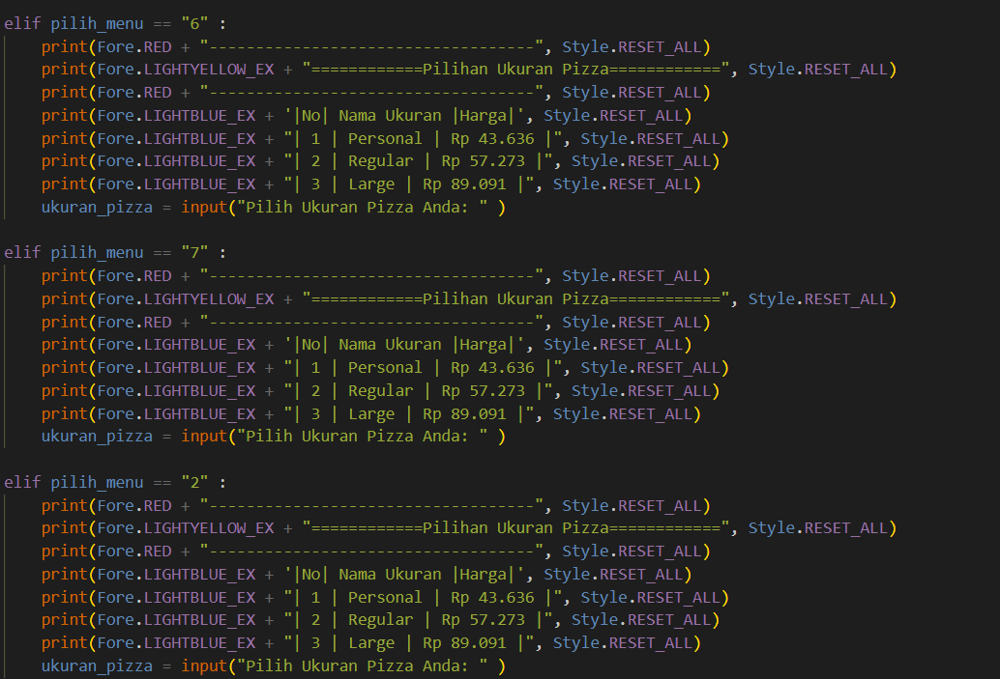 elif pilih_menu == "6" :
    print(Fore.RED + "-----------------------------------", Style.RESET_ALL)
    print(Fore.LIGHTYELLOW_EX + "============Pilihan Ukuran Pizza============", Style.RESET_ALL)
    print(Fore.RED + "-----------------------------------", Style.RESET_ALL)
    print(Fore.LIGHTBLUE_EX + '|No| Nama Ukuran |Harga|', Style.RESET_ALL)
    print(Fore.LIGHTBLUE_EX + "| 1 | Personal | Rp 43.636 |", Style.RESET_ALL)
    print(Fore.LIGHTBLUE_EX + "| 2 | Regular | Rp 57.273 |", Style.RESET_ALL)
    print(Fore.LIGHTBLUE_EX + "| 3 | Large | Rp 89.091 |", Style.RESET_ALL)
    ukuran_pizza = input("Pilih Ukuran Pizza Anda: " )
elif pilih_menu == "7" :
    print(Fore.RED + "-----------------------------------", Style.RESET_ALL)
    print(Fore.LIGHTYELLOW_EX + "============Pilihan Ukuran Pizza============", Style.RESET_ALL)
    print(Fore.RED + "-----------------------------------", Style.RESET_ALL)
    print(Fore.LIGHTBLUE_EX + '|No| Nama Ukuran |Harga|', Style.RESET_ALL)
    print(Fore.LIGHTBLUE_EX + "| 1 | Personal | Rp 43.636 |", Style.RESET_ALL)
    print(Fore.LIGHTBLUE_EX + "| 2 | Regular | Rp 57.273 |", Style.RESET_ALL)
    print(Fore.LIGHTBLUE_EX + "| 3 | Large | Rp 89.091 |", Style.RESET_ALL)
    ukuran_pizza = input("Pilih Ukuran Pizza Anda: " )
elif pilih_menu == "2" :
    print(Fore.RED + "-----------------------------------", Style.RESET_ALL)
    print(Fore.LIGHTYELLOW_EX + "============Pilihan Ukuran Pizza============", Style.RESET_ALL)
    print(Fore.RED + "-----------------------------------", Style.RESET_ALL)
    print(Fore.LIGHTBLUE_EX + '|No| Nama Ukuran |Harga|', Style.RESET_ALL)
    print(Fore.LIGHTBLUE_EX + "| 1 | Personal | Rp 43.636 |", Style.RESET_ALL)
    print(Fore.LIGHTBLUE_EX + "| 2 | Regular | Rp 57.273 |", Style.RESET_ALL)
    print(Fore.LIGHTBLUE_EX + "| 3 | Large | Rp 89.091 |", Style.RESET_ALL)
    ukuran_pizza = input("Pilih Ukuran Pizza Anda: " )